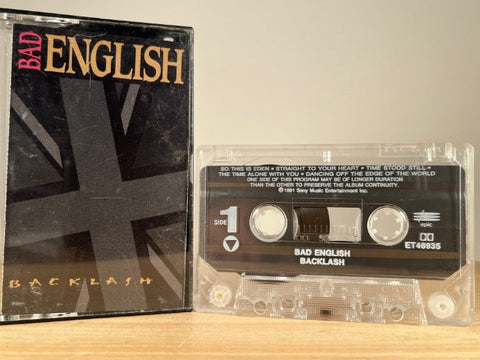 BAD
ENGLISH
BACKLASH
SO THIS IS EDEN • STRAIGHT TO YOUR HEART • TIME STOOD STILL •
THE TIME ALONE WITH YOU • DANCING OFF THE EDGE OF THE WORLD
ONE SIDE OF THIS PROGRAM MAY BE OF LONGER DURATION
THAN THE OTHER TO PRESERVE THE ALBUM CONTINUITY.
© 1991 Sony Music Entertainment Inc.
SIDE 1
epic
ET46935
BAD ENGLISH
BACKLASH